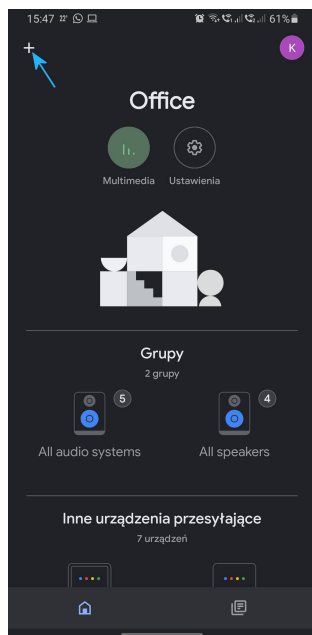 15:47 22° 61%
K
Office
Multimedia Ustawienia
Grupy
2 grupy
5 4
All audio systems All speakers
Inne urządzenia przesyłające
7 urządzeń